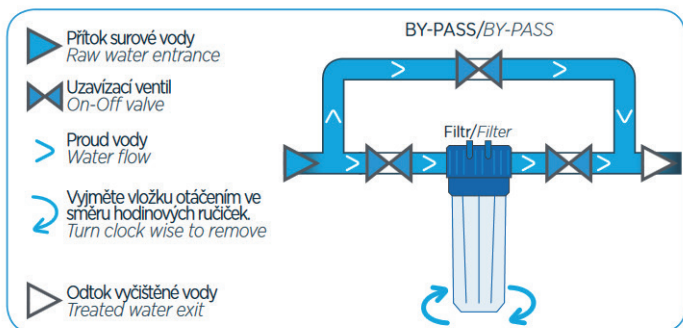 Přítok surové vody
Raw water entrance
Uzavízací ventil
On-Off valve
Proud vody
Water flow
Vyjměte vložku otáčením ve
směru hodinových ručiček.
Turn clock wise to remove
Odtok vyčištěné vody
Treated water exit
BY-PASS/BY-PASS
Filtr/Filter